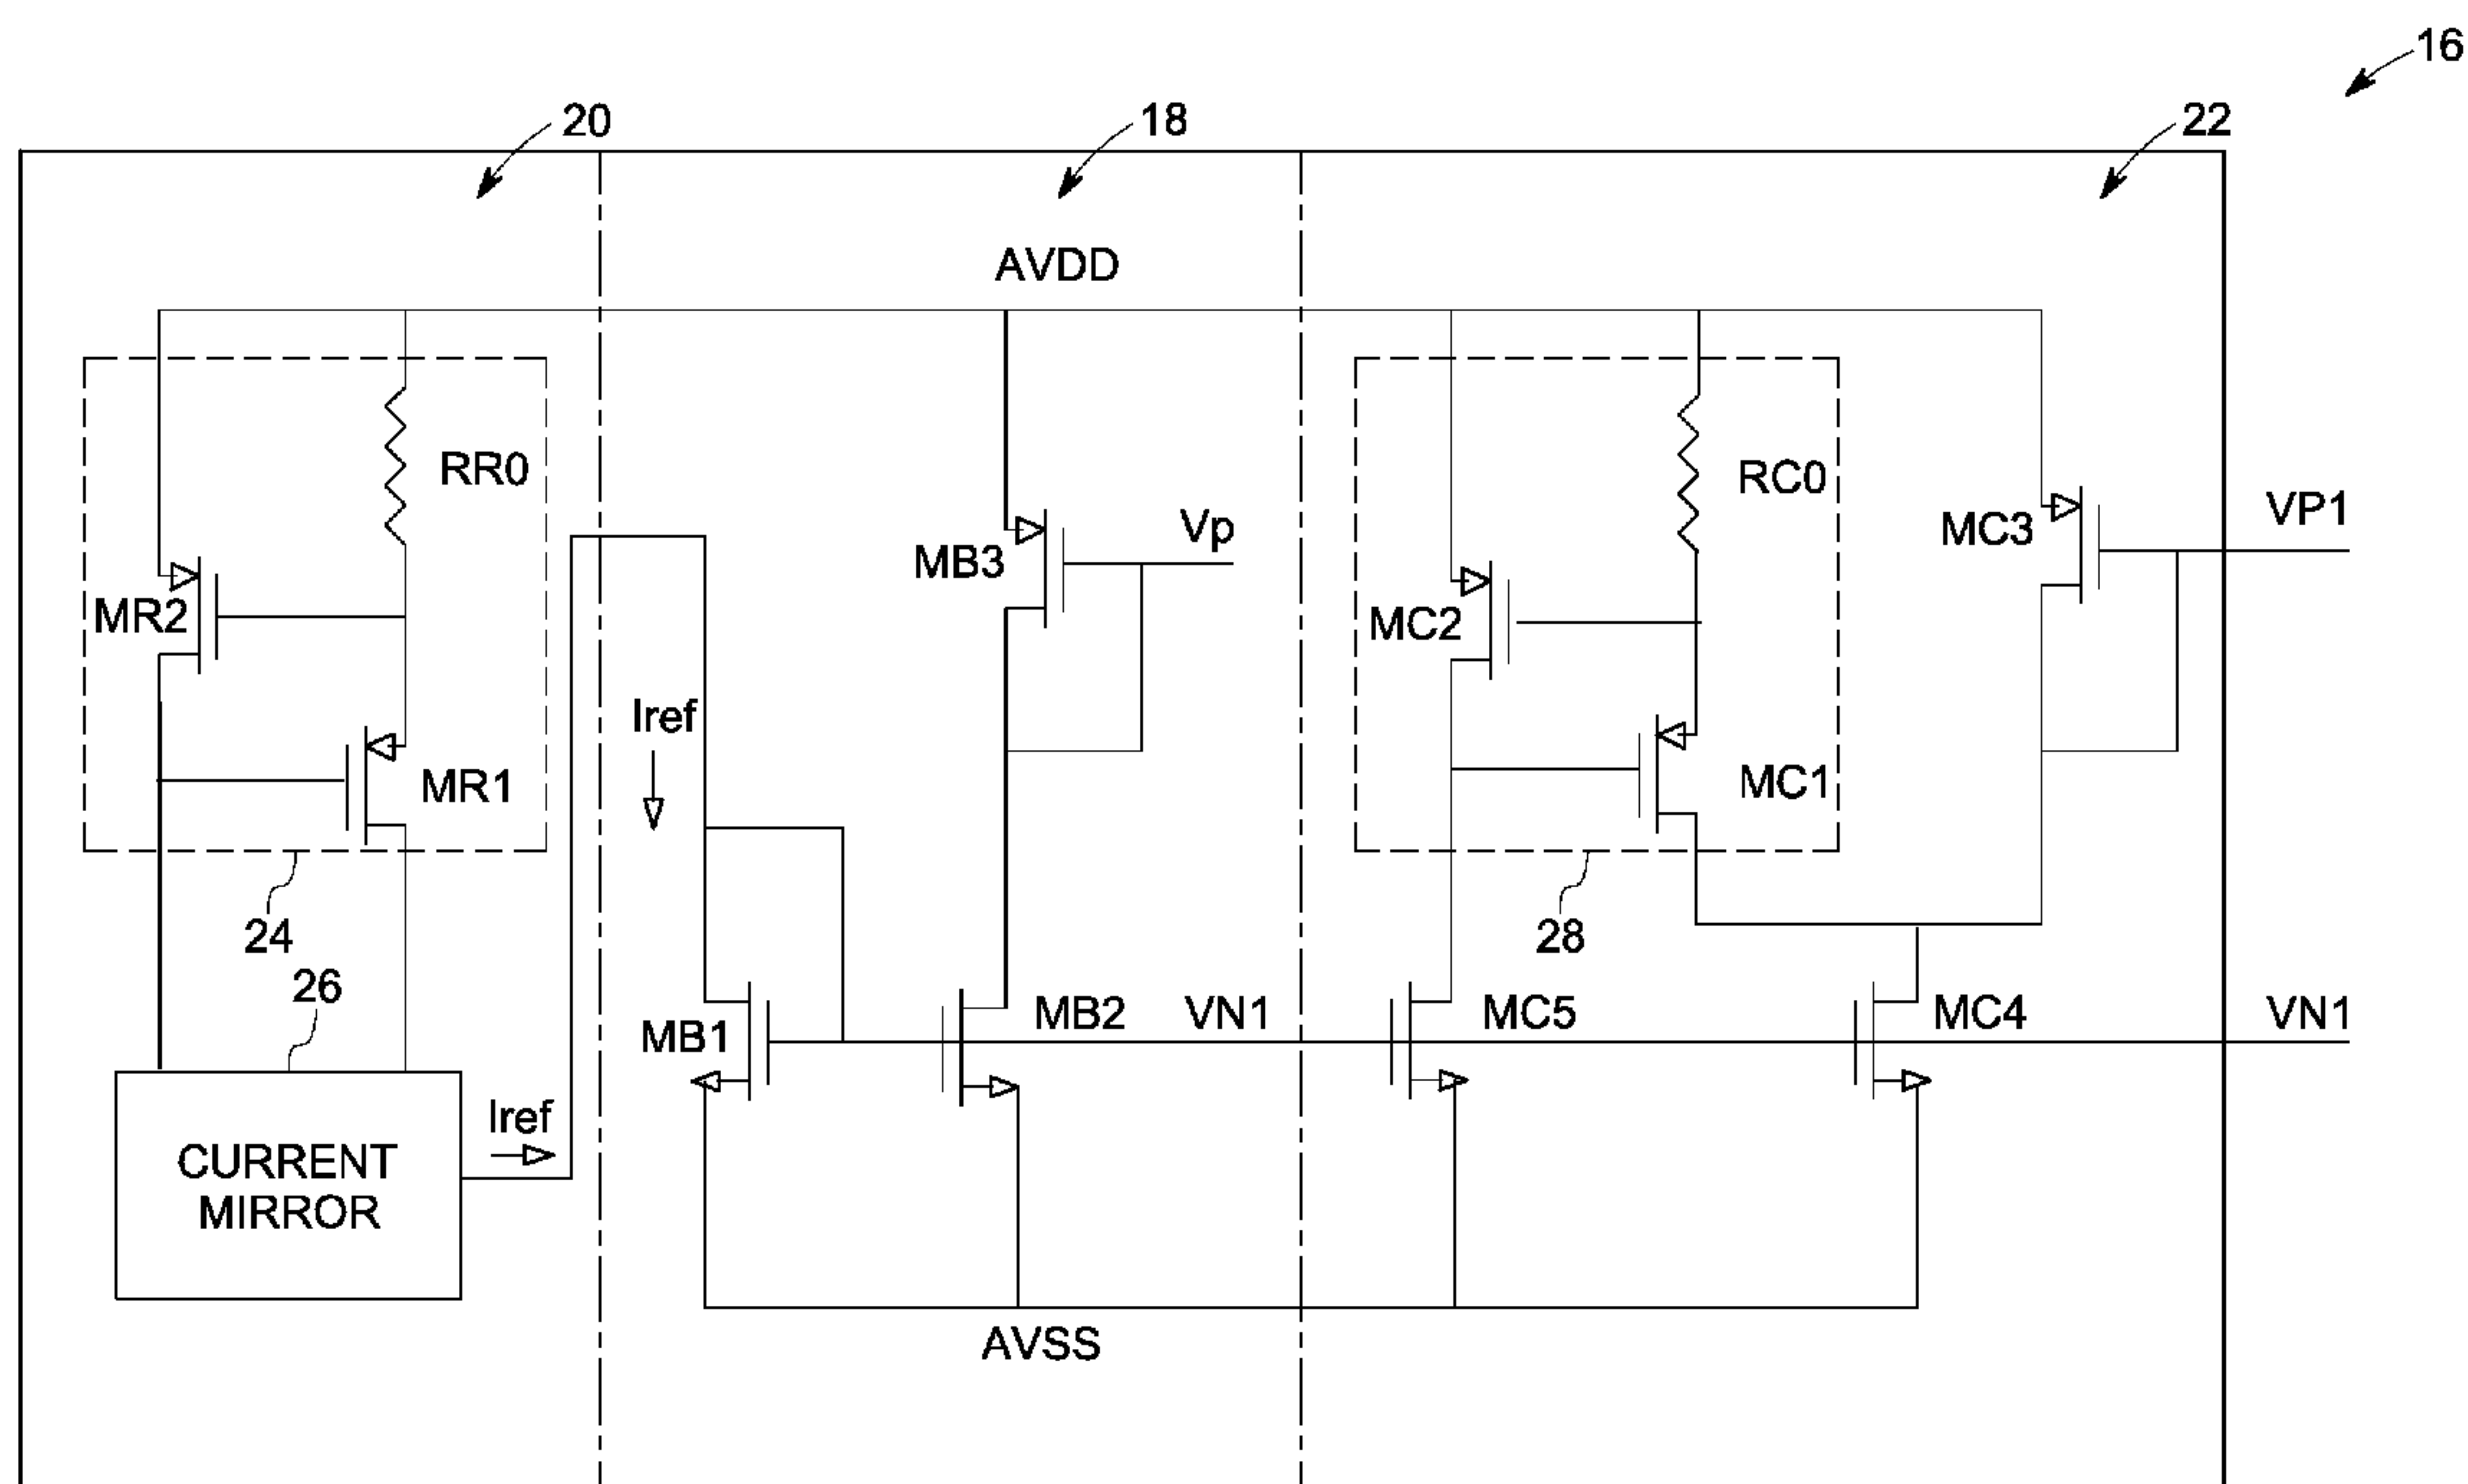 16
20
18
22
AVDD
RR0
RC0
VP1
MC3
Vp
MB3
MR2
MC2
Iref
MR1
MC1
24
28
26
MB1
MB2
VN1
MC5
MC4
VN1
Iref
CURRENT
MIRROR
AVSS